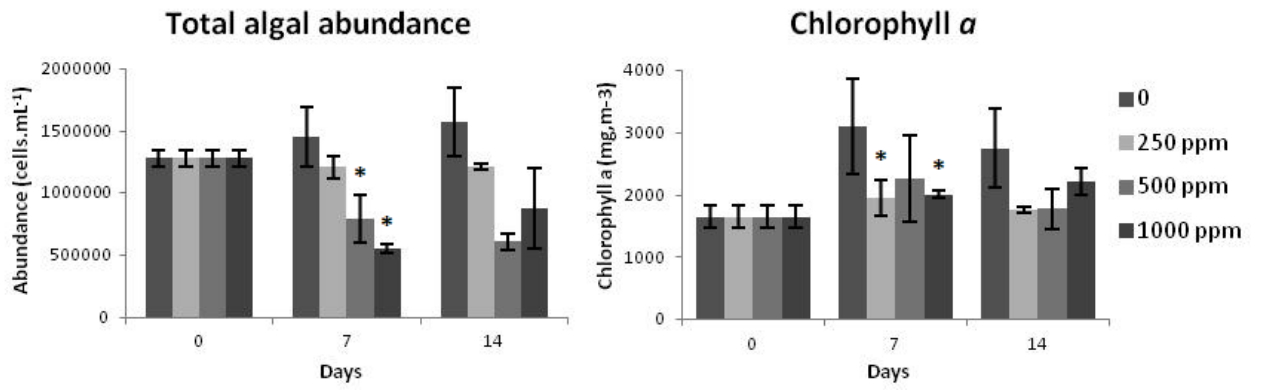 Total algal abundance
Abundance (cells.mL-1)
2000000
1500000
1000000
500000
0
*
*
0
7
14
Days
Chlorophyll a
Chlorophyll a (mg,m-3)
4000
3000
2000
1000
0
*
*
0
7
14
Days
0
250 ppm
500 ppm
1000 ppm